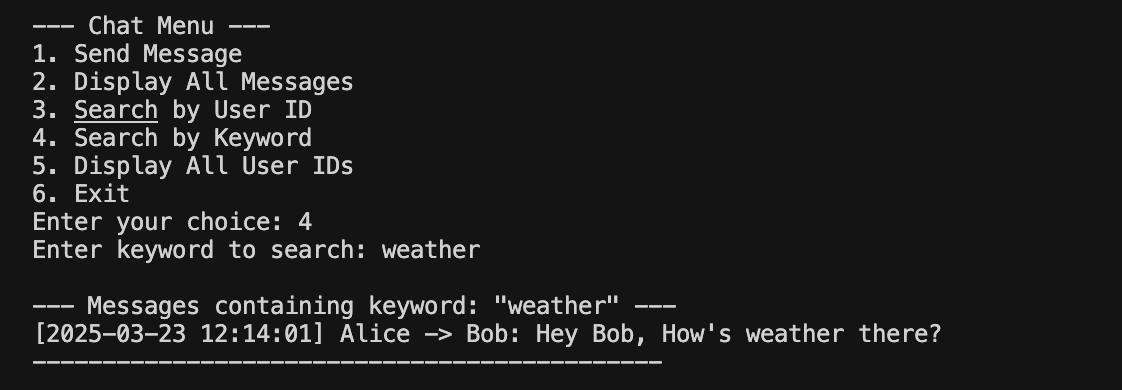 --- Chat Menu ---
1. Send Message
2. Display All Messages
3. Search by User ID
4. Search by Keyword
5. Display All User IDs
6. Exit
Enter your choice: 4
Enter keyword to search: weather
--- Messages containing keyword: "weather" ---
[2025-03-23 12:14:01] Alice -> Bob: Hey Bob, How's weather there?
---------------------------------------------